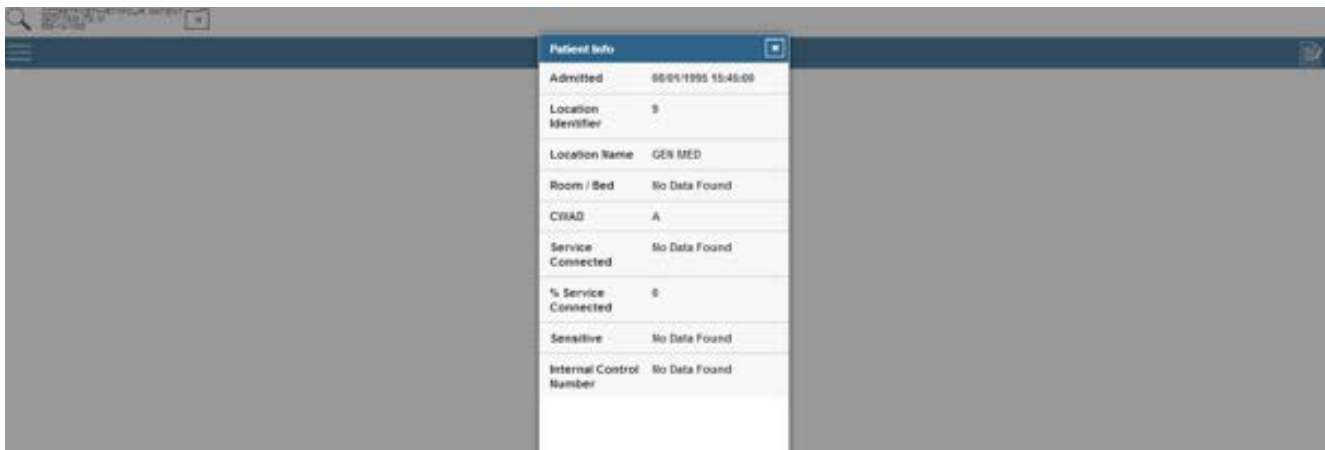 Patient Info
Admitted 08/01/1995 15:45:00
Location Identifier 9
Location Name GEN MED
Room / Bed No Data Found
CWAD A
Service Connected No Data Found
% Service Connected 0
Sensitive No Data Found
Internal Control Number No Data Found